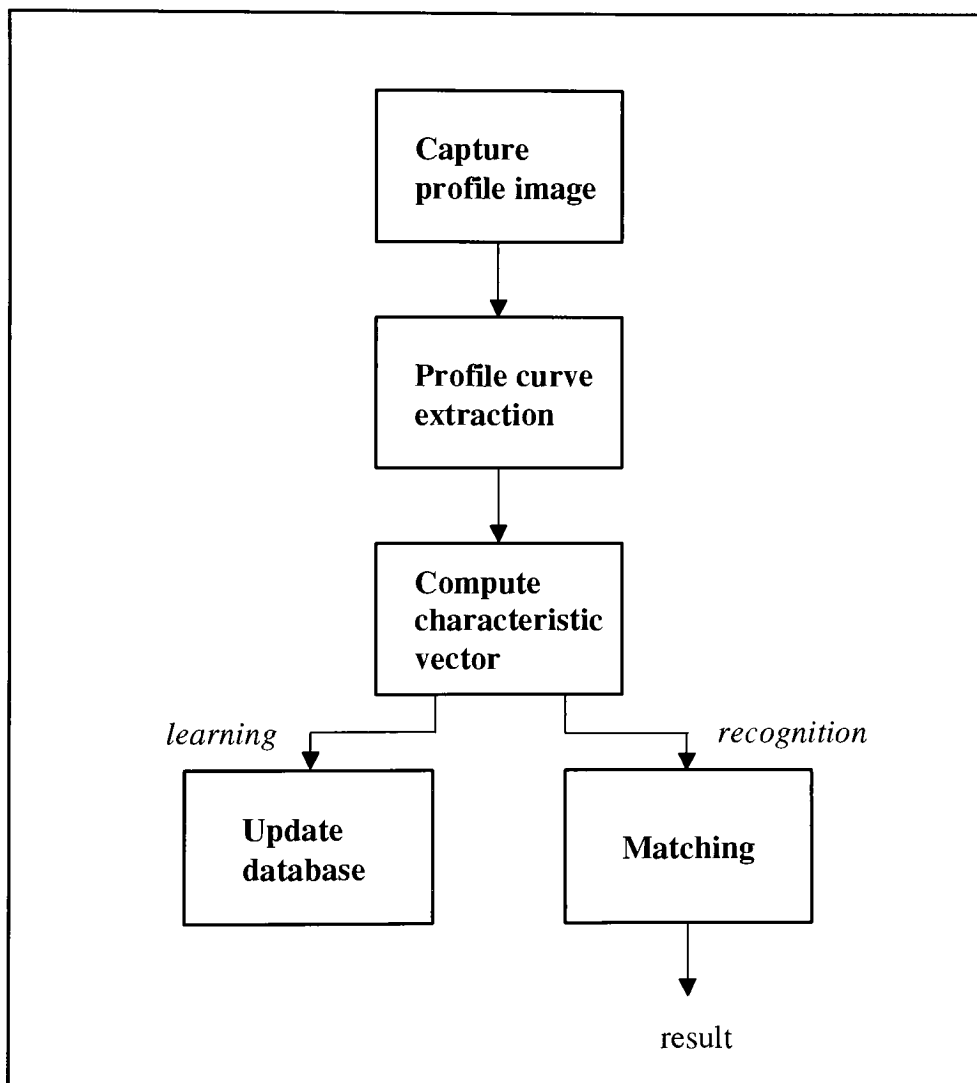 Capture
profile image
Profile curve
extraction
Compute
characteristic
vector
learning
recognition
Update
database
Matching
result